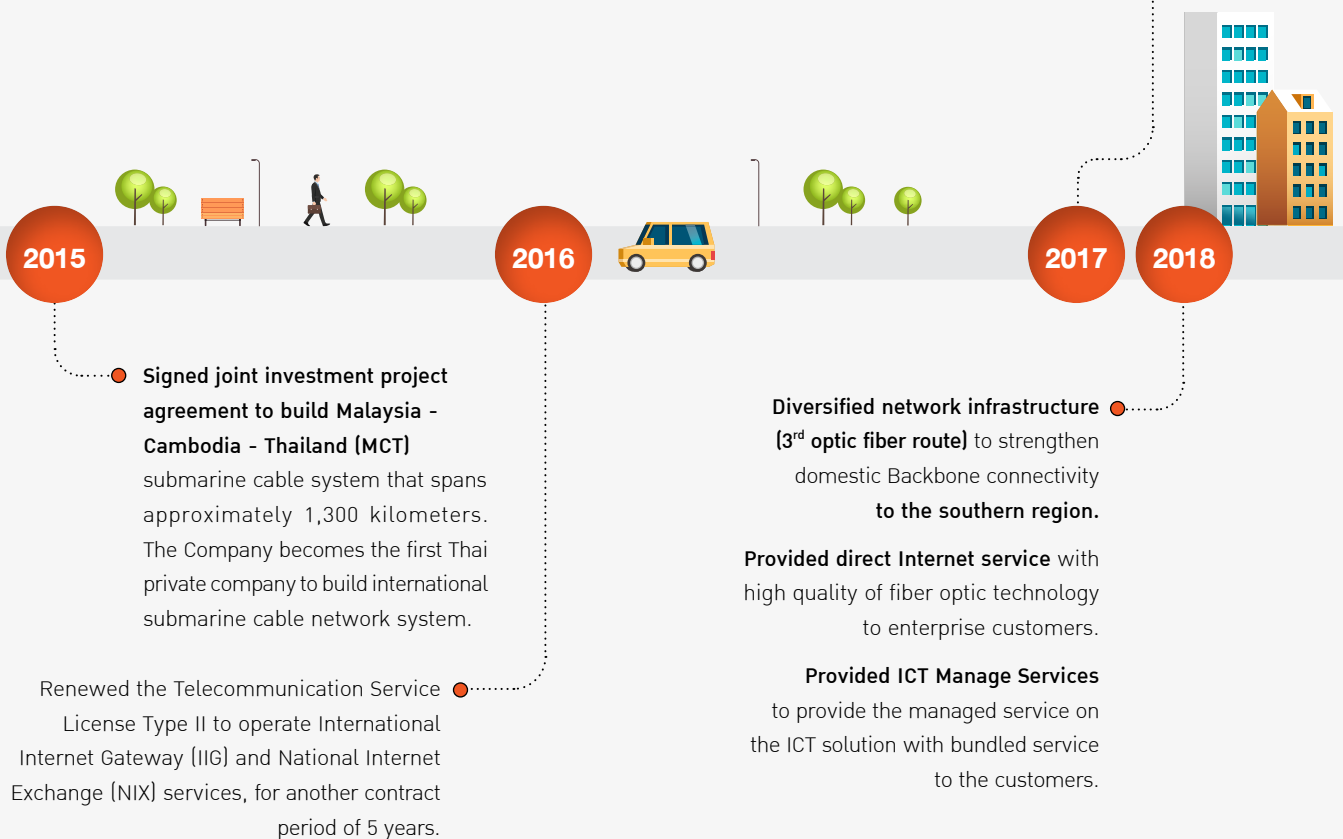 2015
2016
2017
2018
Signed joint investment project
agreement to build Malaysia -
Cambodia - Thailand (MCT)
submarine cable system that spans
approximately 1,300 kilometers.
The Company becomes the first Thai
private company to build international
submarine cable network system.
Renewed the Telecommunication Service
License Type II to operate International
Internet Gateway (IIG) and National Internet
Exchange (NIX) services, for another contract
period of 5 years.
Diversified network infrastructure
(3rd optic fiber route) to strengthen
domestic Backbone connectivity
to the southern region.
Provided direct Internet service with
high quality of fiber optic technology
to enterprise customers.
Provided ICT Manage Services
to provide the managed service on
the ICT solution with bundled service
to the customers.